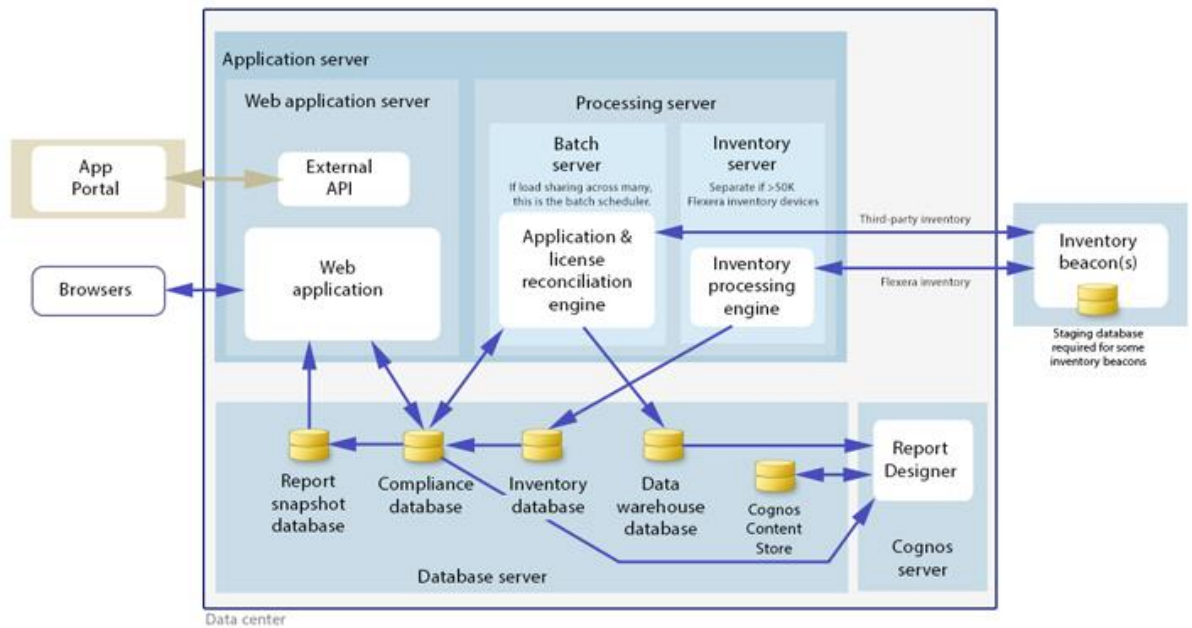 Application server
Web application server
Processing server
Batch
server
If load sharing across many,
this is the batch scheduler.
Inventory
server
Separate if >50K
Flexera inventory devices
App
Portal
External
API
Browsers
Web
application
Application &
license
reconciliation
engine
Inventory
processing
engine
Third-party inventory
Flexera inventory
Inventory
beacon(s)
Staging database
required for some
inventory beacons
Report
snapshot
database
Compliance
database
Inventory
database
Data
warehouse
database
Cognos
Content
Store
Report
Designer
Database server
Cognos
server
Data center